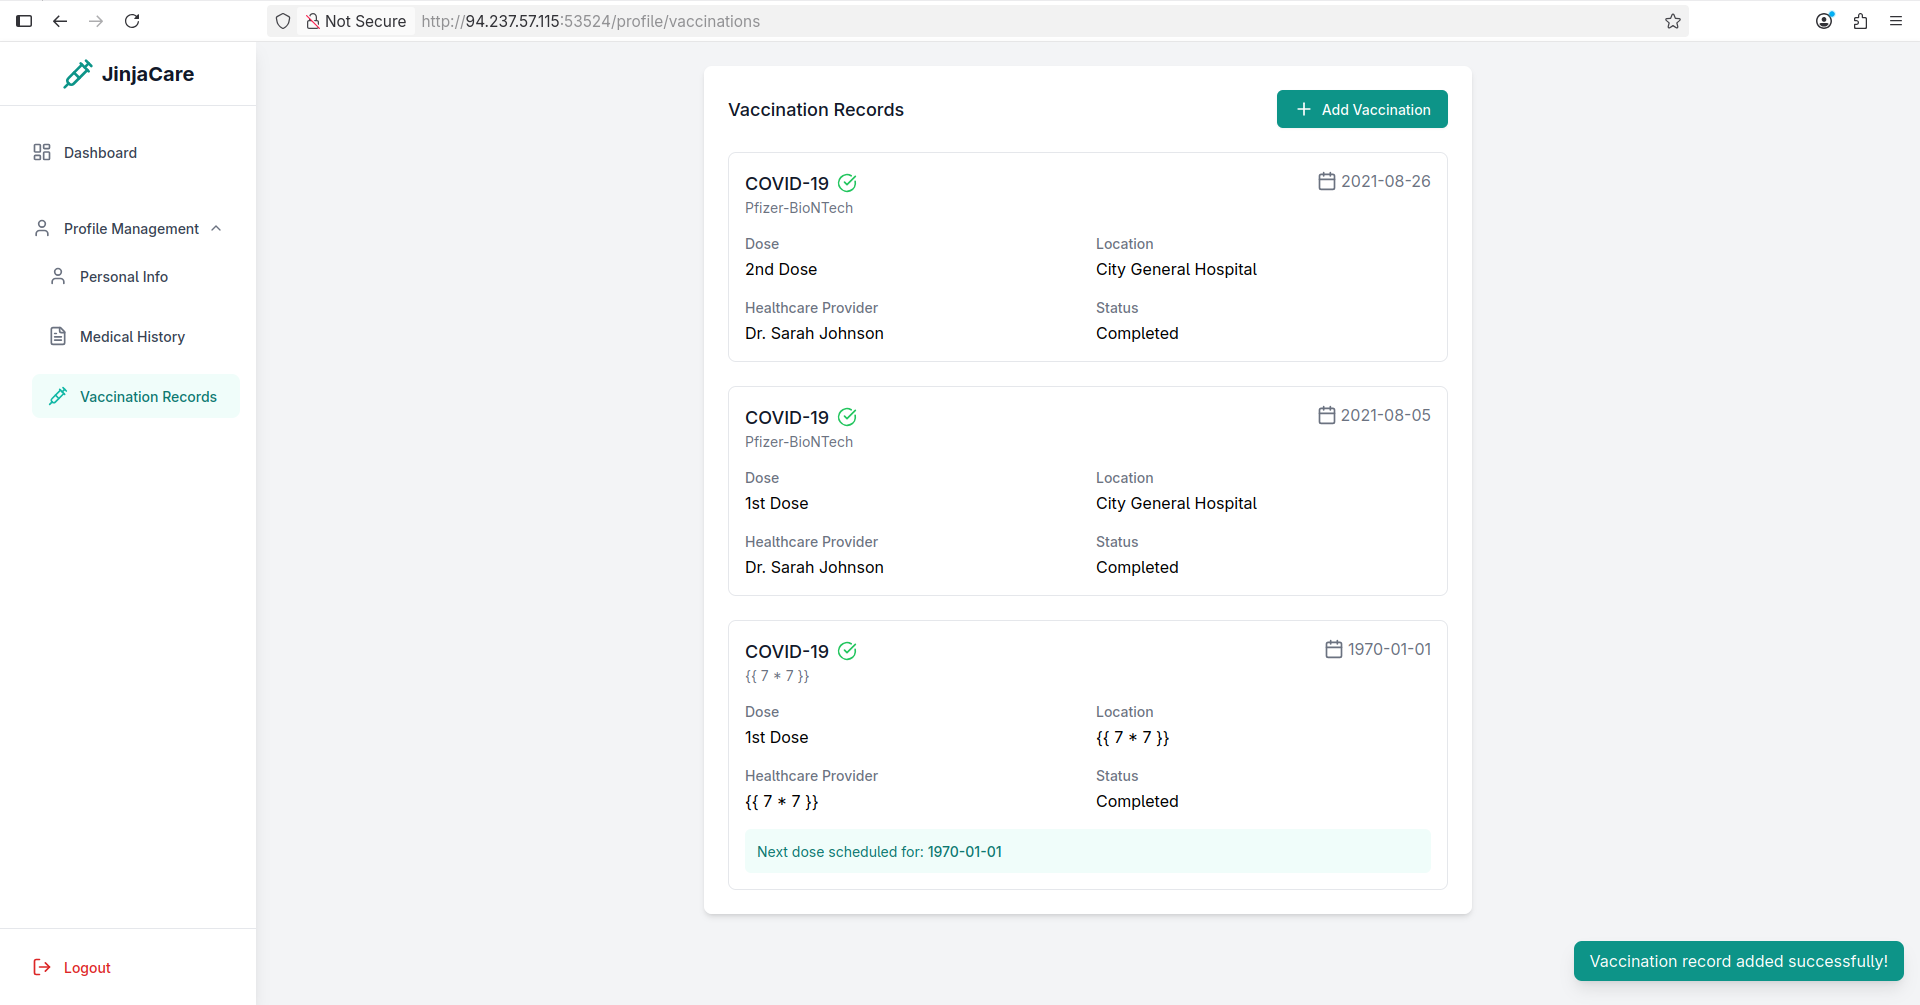 Not Secure http://94.237.57.115:53524/profile/vaccinations
JinjaCare
Dashboard
Profile Management
Personal Info
Medical History
Vaccination Records
Logout
Vaccination Records
Add Vaccination
COVID-19 2021-08-26
Pfizer-BioNTech
Dose Location
2nd Dose City General Hospital
Healthcare Provider Status
Dr. Sarah Johnson Completed
COVID-19 2021-08-05
Pfizer-BioNTech
Dose Location
1st Dose City General Hospital
Healthcare Provider Status
Dr. Sarah Johnson Completed
COVID-19 1970-01-01
{{ 7 * 7 }}
Dose Location
1st Dose {{ 7 * 7 }}
Healthcare Provider Status
{{ 7 * 7 }} Completed
Next dose scheduled for: 1970-01-01
Vaccination record added successfully!